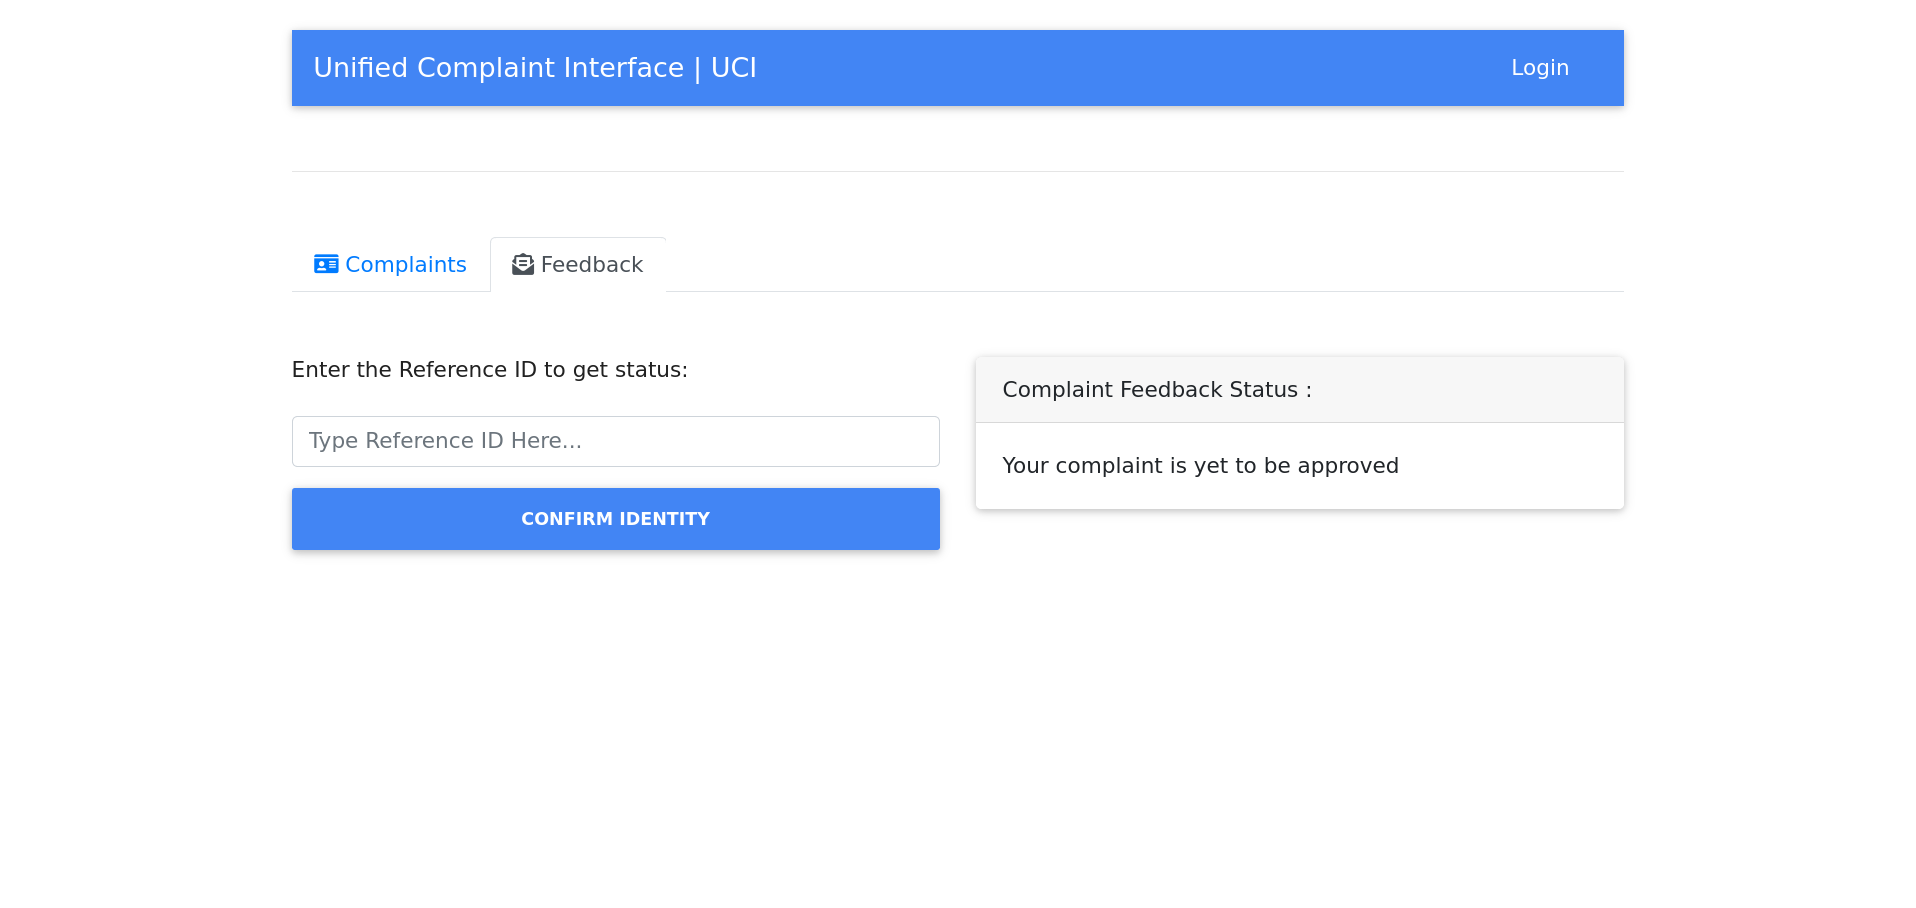 Unified Complaint Interface | UCI
Login
Complaints
Feedback
Enter the Reference ID to get status:
Type Reference ID Here...
CONFIRM IDENTITY
Complaint Feedback Status :
Your complaint is yet to be approved